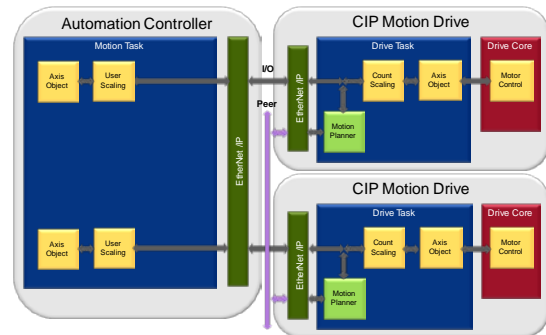 Automation Controller
Motion Task
Axis
Object
User
Scaling
Axis
Object
User
Scaling
EtherNet /IP
I/O
Peer
CIP Motion Drive
EtherNet /IP
Drive Task
Count
Scaling
Axis
Object
Motion
Planner
Drive Core
Motor
Control
CIP Motion Drive
EtherNet /IP
Drive Task
Count
Scaling
Axis
Object
Motion
Planner
Drive Core
Motor
Control